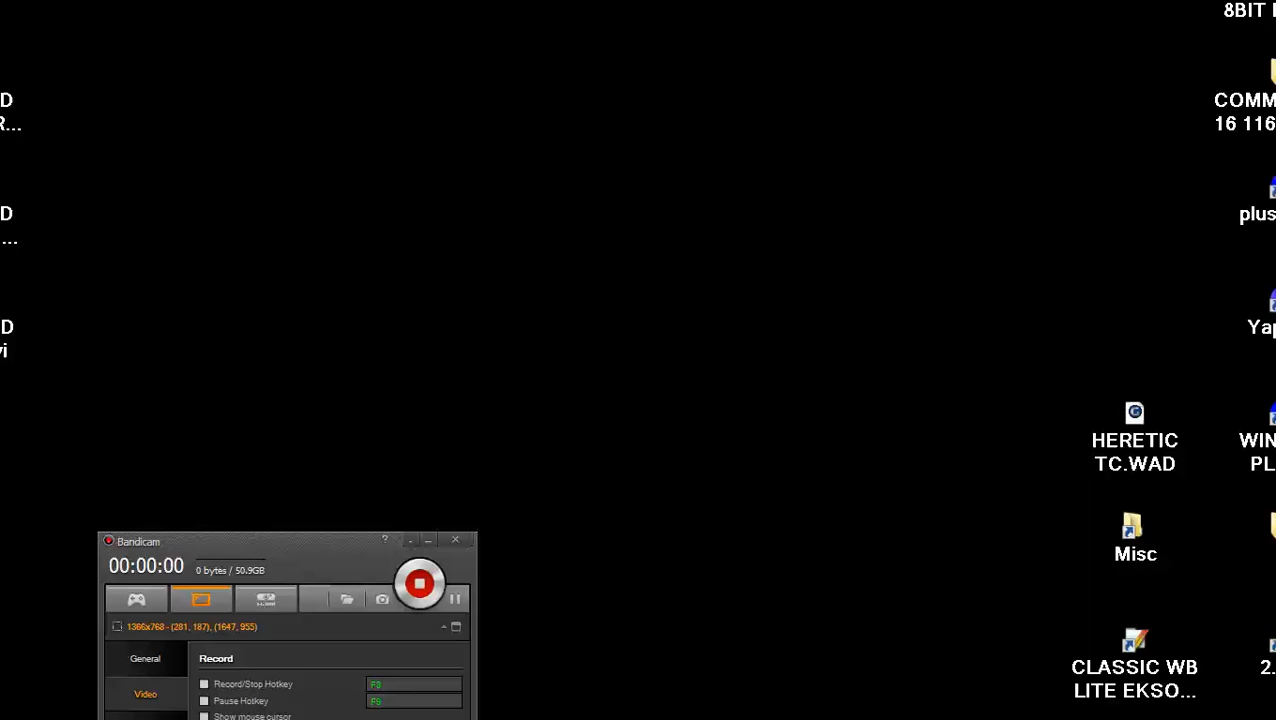 8BIT
D
R...
COMM
16 116
D
...
plus
D
vi
Yap
HERETIC
TC.WAD
WIN
PL
Misc
CLASSIC WB
LITE EKSO...
2.
Bandicam
?
00:00:00
0 bytes / 50.9GB
1366x768 - (281, 187), (1647, 955)
General
Video
Record
Record/Stop Hotkey
Pause Hotkey
F9
Show mouse cursor